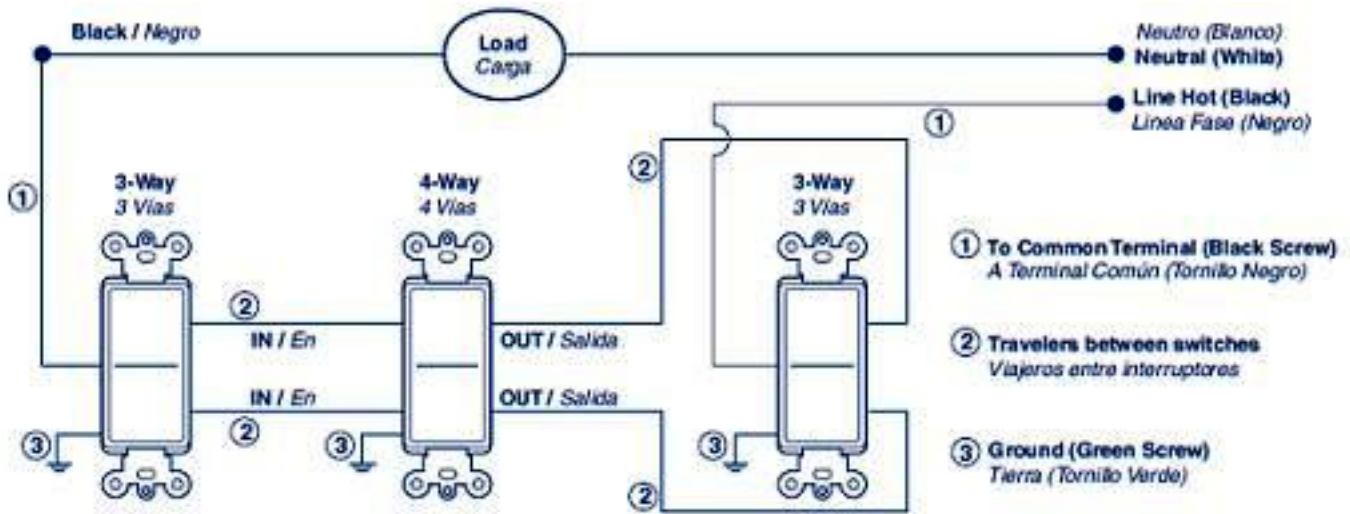 Black / Negro
Load
Carga
Neutro (Blanco)
Neutral (White)
Line Hot (Black)
Linea Fase (Negro)
1
2
1
3-Way
3 Vías
4-Way
4 Vías
3-Way
3 Vías
1 To Common Terminal (Black Screw)
A Terminal Común (Tornillo Negro)
2
IN / En
OUT / Salida
2 Travelers between switches
Viajeros entre interruptores
IN / En
OUT / Salida
2
3
3
3
3 Ground (Green Screw)
Tierra (Tornillo Verde)
2